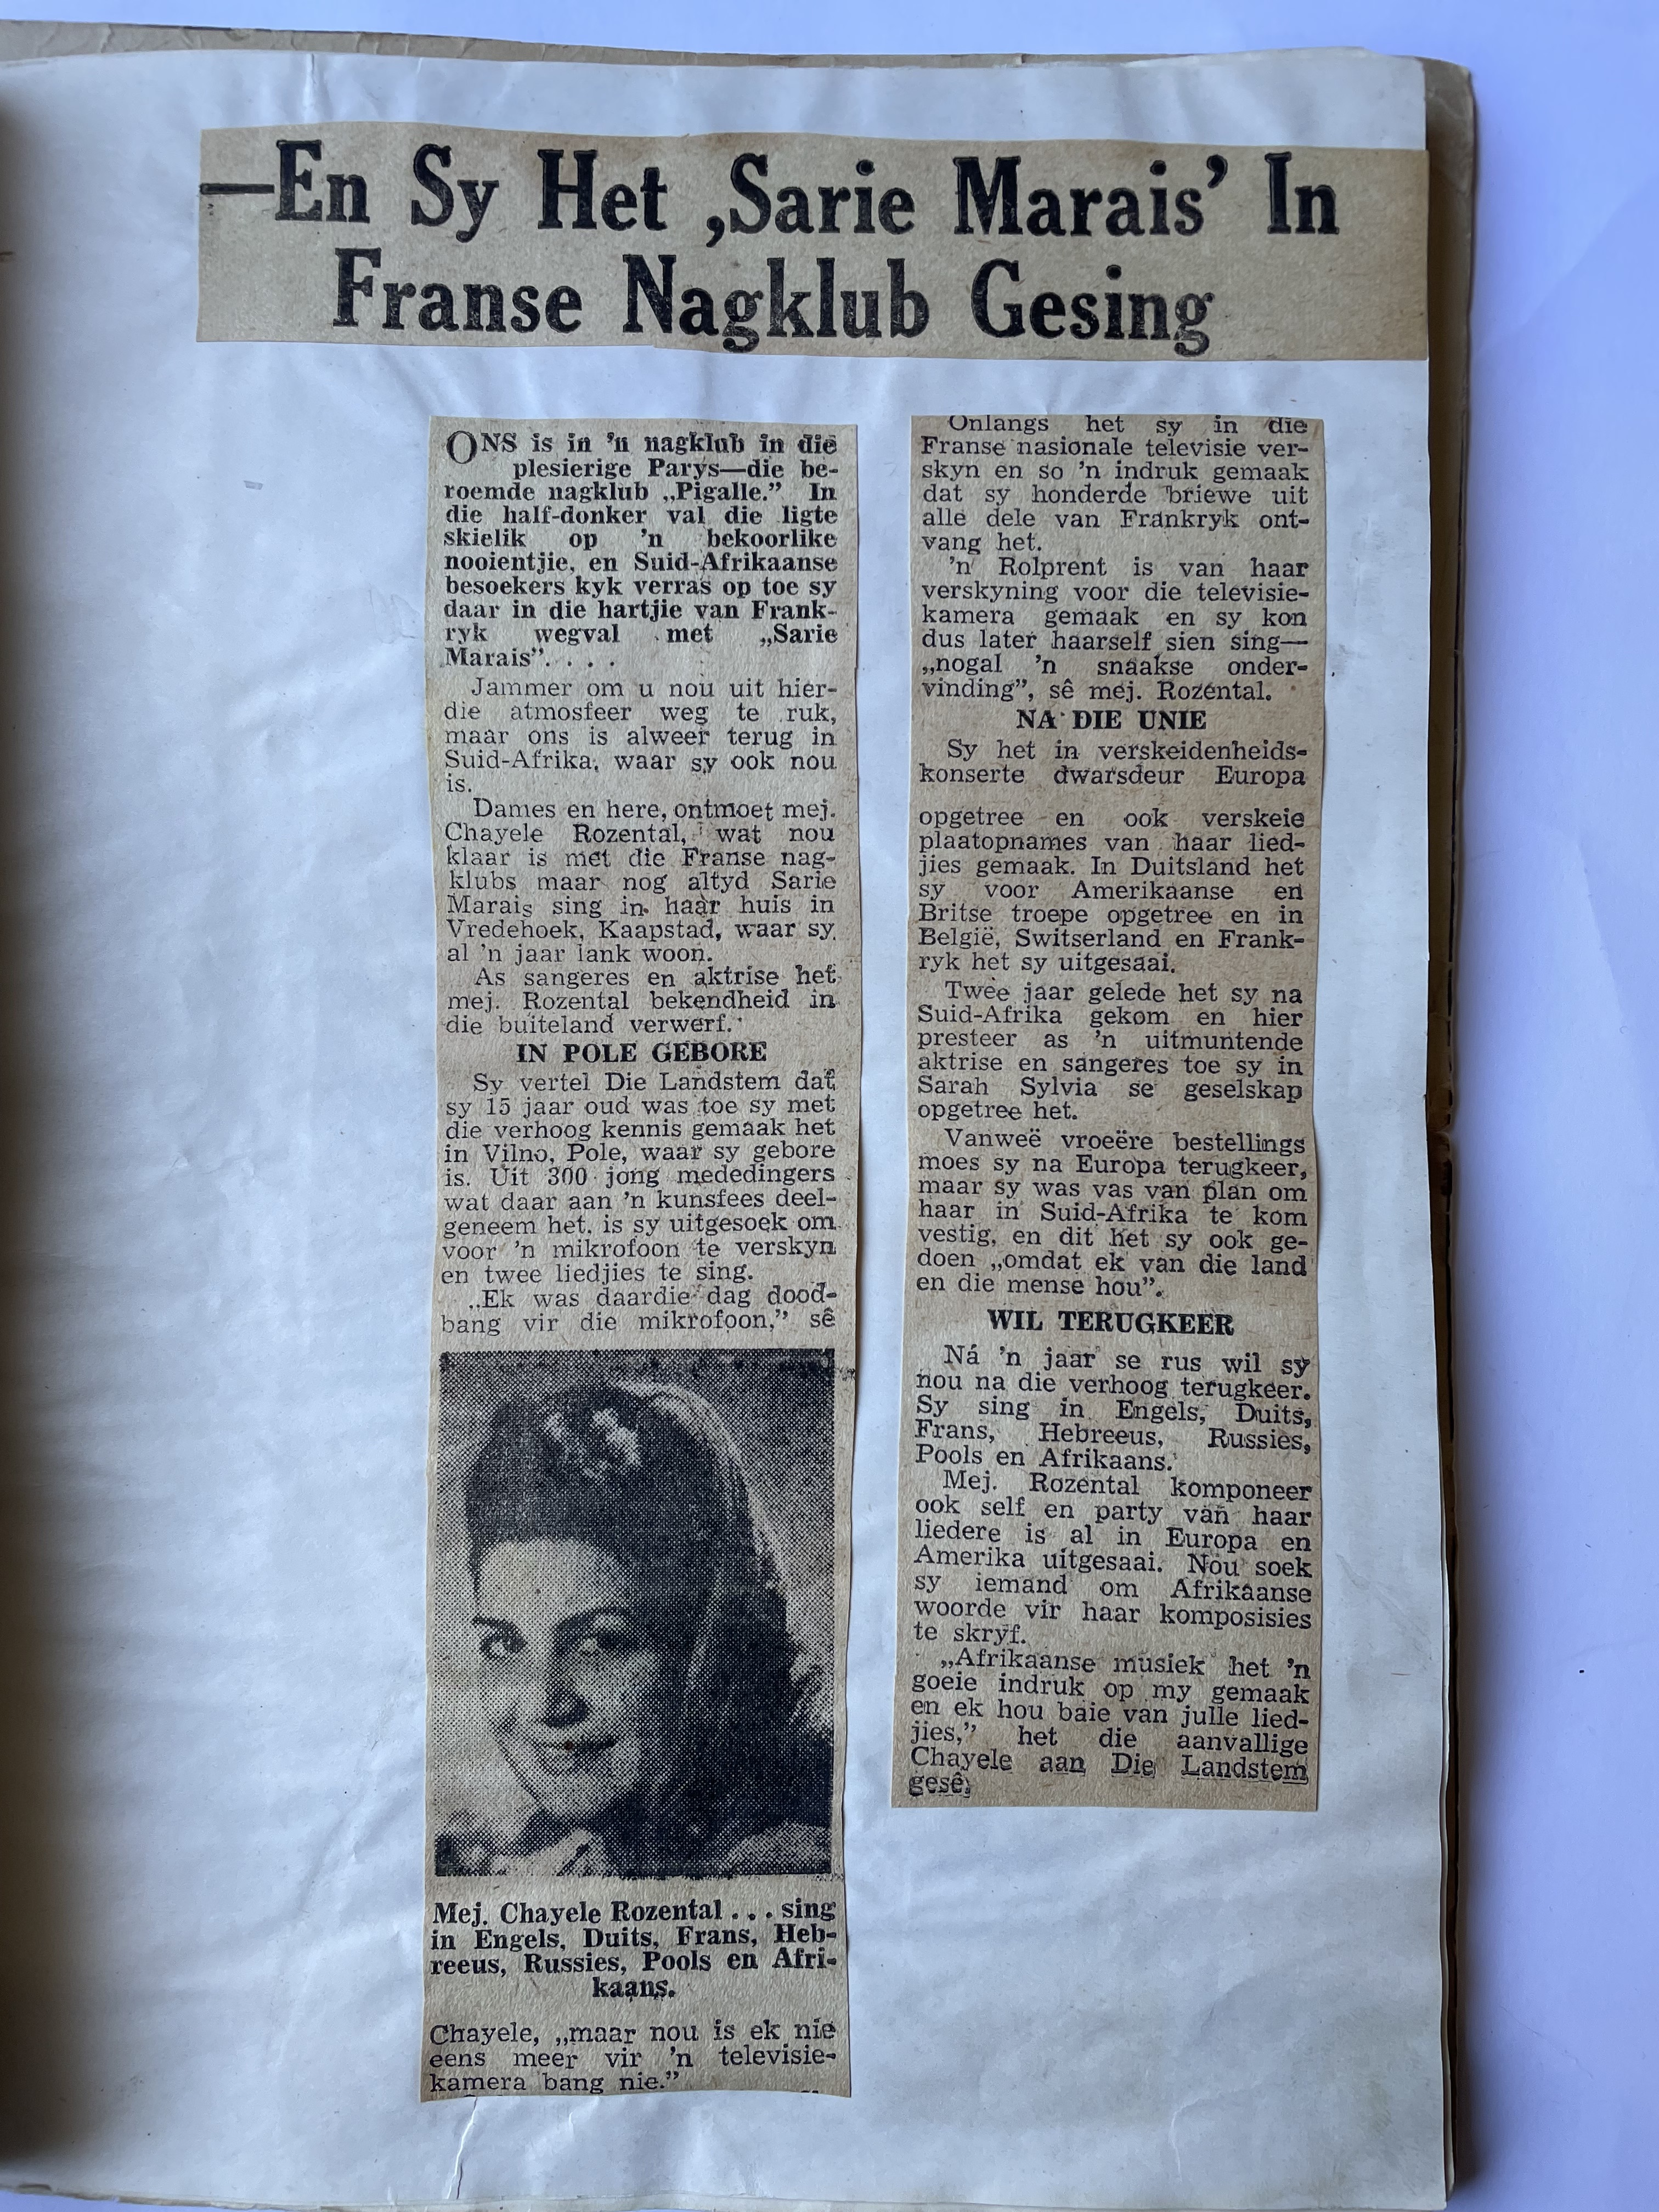 —En Sy Het ‚Sarie Marais’ In
Franse Nagklub Gesing
ONS is in ’n nagklub in die
plesierige Parys—die be-
roemde nagklub „Pigalle.” In
die half-donker val die ligte
skielik op ’n bekoorlike
nooientjie, en Suid-Afrikaanse
besoekers kyk verras op toe sy
daar in die hartjie van Frank-
ryk wegval met „Sarie
Marais”. . . .
Jammer om u nou uit hier-
die atmosfeer weg te ruk,
maar ons is alweer terug in
Suid-Afrika, waar sy ook nou
is.
Dames en here, ontmoet mej.
Chayele Rozental, wat nou
klaar is met die Franse nag-
klubs maar nog altyd Sarie
Marais sing in haar huis in
Vredehoek, Kaapstad, waar sy
al ’n jaar lank woon.
As sangeres en aktrise het
mej. Rozental bekendheid in
die buiteland verwerf.
IN POLE GEBORE
Sy vertel Die Landstem dat
sy 15 jaar oud was toe sy met
die verhoog kennis gemaak het
in Vilno, Pole, waar sy gebore
is. Uit 300 jong mededingers
wat daar aan ’n kunsfees deel-
geneem het, is sy uitgesoek om
voor ’n mikrofoon te verskyn
en twee liedjies te sing.
„Ek was daardie dag dood-
bang vir die mikrofoon,” sê
Mej. Chayele Rozental . . . sing
in Engels, Duits, Frans, Heb-
reeus, Russies, Pools en Afri-
kaans.
Chayele, „maar nou is ek nie
eens meer vir ’n televisie-
kamera bang nie.”
Onlangs het sy in die
Franse nasionale televisie ver-
skyn en so ’n indruk gemaak
dat sy honderde briewe uit
alle dele van Frankryk ont-
vang het.
’n Rolprent is van haar
verskyning voor die televisie-
kamera gemaak en sy kon
dus later haarself sien sing—
„nogal ’n snaakse onder-
vinding”, sê mej. Rozental.
NA DIE UNIE
Sy het in verskeidenheids-
konserte dwarsdeur Europa
opgetree en ook verskeie
plaatopnames van haar lied-
jies gemaak. In Duitsland het
sy voor Amerikaanse en
Britse troepe opgetree en in
België, Switserland en Frank-
ryk het sy uitgesaai.
Twee jaar gelede het sy na
Suid-Afrika gekom en hier
presteer as ’n uitmuntende
aktrise en sangeres toe sy in
Sarah Sylvia se geselskap
opgetree het.
Vanweë vroeëre bestellings
moes sy na Europa terugkeer,
maar sy was vas van plan om
haar in Suid-Afrika te kom
vestig, en dit het sy ook ge-
doen „omdat ek van die land
en die mense hou”.
WIL TERUGKEER
Ná ’n jaar se rus wil sy
nou na die verhoog terugkeer.
Sy sing in Engels, Duits,
Frans, Hebreeus, Russies,
Pools en Afrikaans.
Mej. Rozental komponeer
ook self en party van haar
liedere is al in Europa en
Amerika uitgesaai. Nou soek
sy iemand om Afrikaanse
woorde vir haar komposisies
te skryf.
„Afrikaanse musiek het ’n
goeie indruk op my gemaak
en ek hou baie van julle lied-
jies,” het die aanvallige
Chayele aan Die Landstem
gesê.